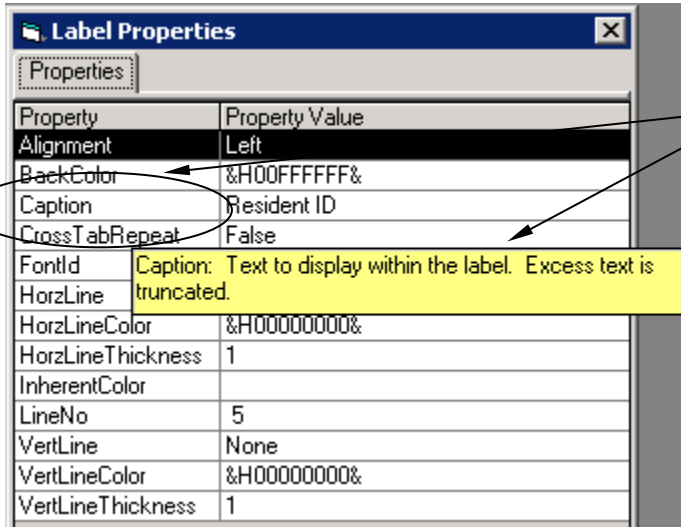 Label Properties
Properties
Property Property Value
Alignment Left
BackColor &H00FFFFFF&
Caption Resident ID
CrossTabRepeat False
FontId Caption: Text to display within the label. Excess text is
HorzLine truncated.
HorzLineColor &H00000000&
HorzLineThickness 1
InherentColor
LineNo 5
VertLine None
VertLineColor &H00000000&
VertLineThickness 1